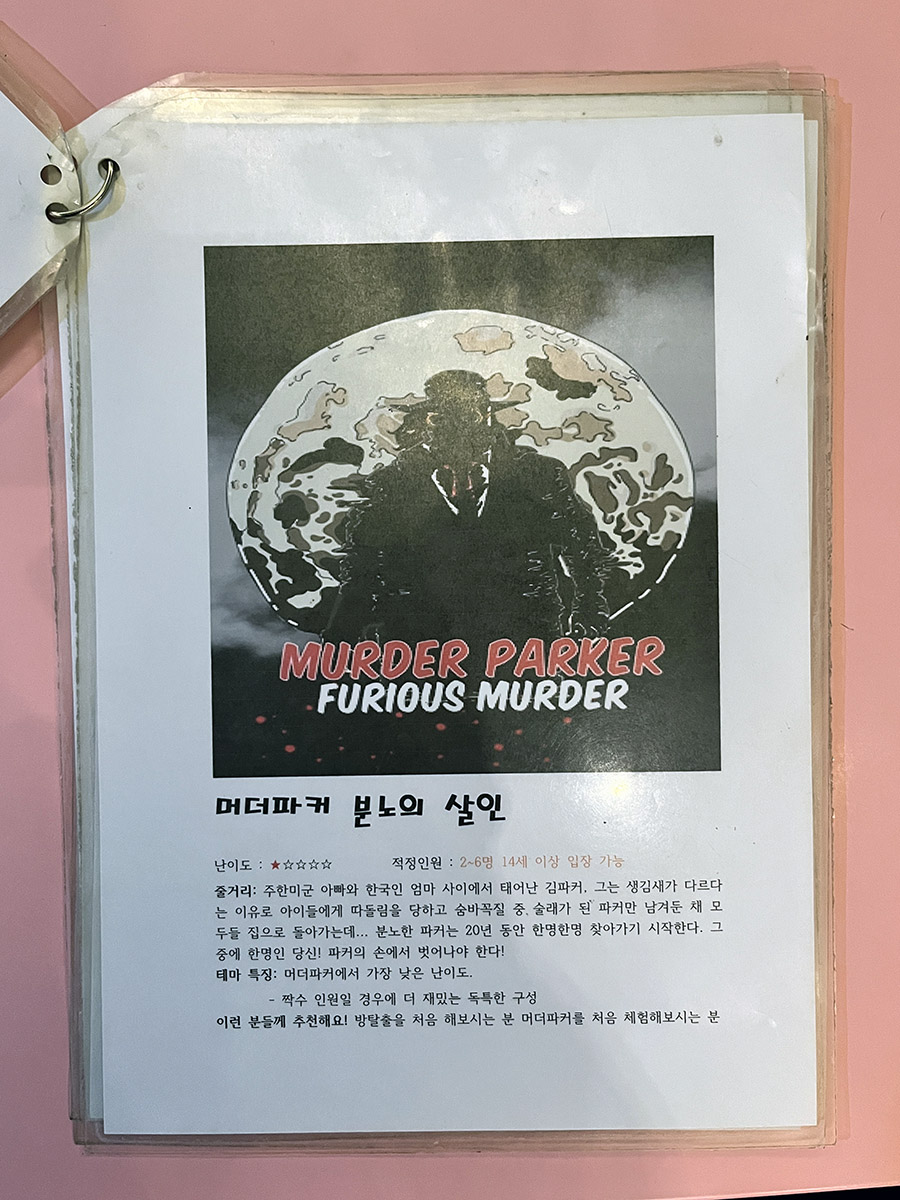 MURDER PARKER
FURIOUS MURDER
머더파커 분노의 살인
난이도 : ★☆☆☆☆ 적정인원 : 2~6명 14세 이상 입장 가능
줄거리: 주한미군 아빠와 한국인 엄마 사이에서 태어난 김파커. 그는 생김새가 다르다
는 이유로 아이들에게 따돌림을 당하고 숨바꼭질 중 술래가 된 파커만 남겨둔 채 모
두들 집으로 돌아가는데... 분노한 파커는 20년 동안 한명한명 찾아가기 시작한다. 그
중에 한명인 당신! 파커의 손에서 벗어나야 한다!
테마 특징: 머더파커에서 가장 낮은 난이도.
- 짝수 인원일 경우에 더 재밌는 독특한 구성
이런 분들께 추천해요! 방탈출을 처음 해보시는 분 머더파커를 처음 체험해보시는 분